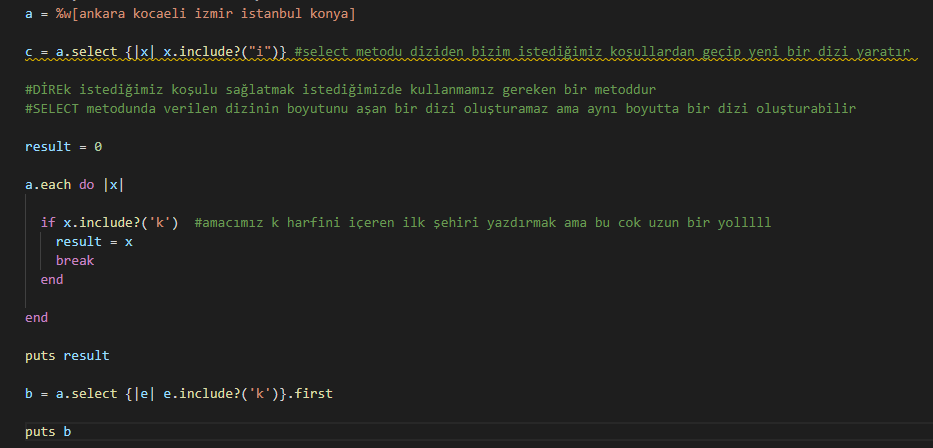 a = %w[ankara kocaeli izmir istanbul konya]
c = a.select {|x| x.include?("i")} #select metodu diziden bizim istediğimiz koşullardan geçip yeni bir dizi yaratır
#DİREk istediğimiz koşulu sağlatmak istediğimizde kullanmamız gereken bir metoddur
#SELECT metodunda verilen dizinin boyutunu aşan bir dizi oluşturamaz ama aynı boyutta bir dizi oluşturabilir
result = 0
a.each do |x|
if x.include?('k')  #amacımız k harfini içeren ilk şehiri yazdırmak ama bu cok uzun bir yolllll
result = x
break
end
end
puts result
b = a.select {|e| e.include?('k')}.first
puts b